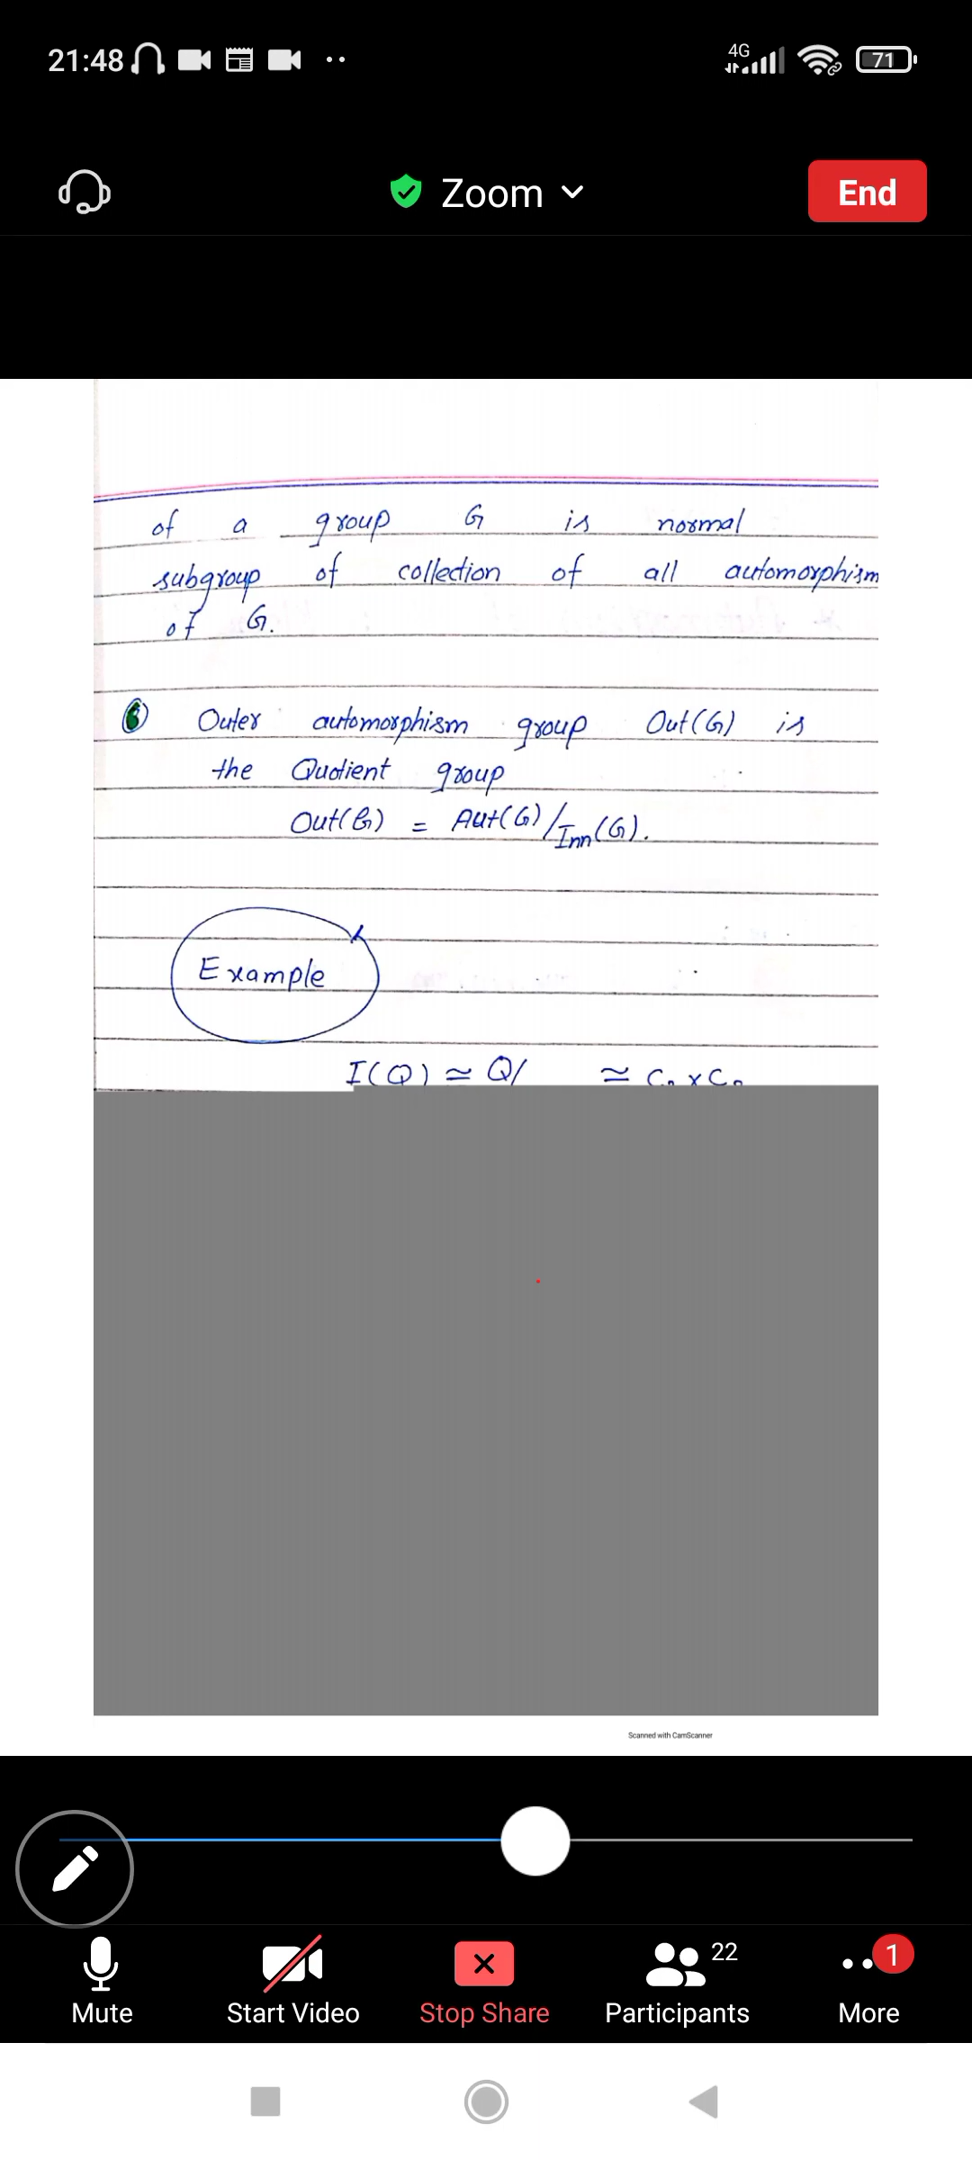 21:48
4G
71
Zoom
End
of a group G is normal
subgroup of collection of all automorphism
of G.
6 Outer automorphism group Out(G) is
the Quotient group
Out(G) = Aut(G)/Inn(G).
Example
I(Q) ≃ Q/ ≃ C₂ x C₂
Scanned with CamScanner
Mute
Start Video
Stop Share
22
Participants
1
More